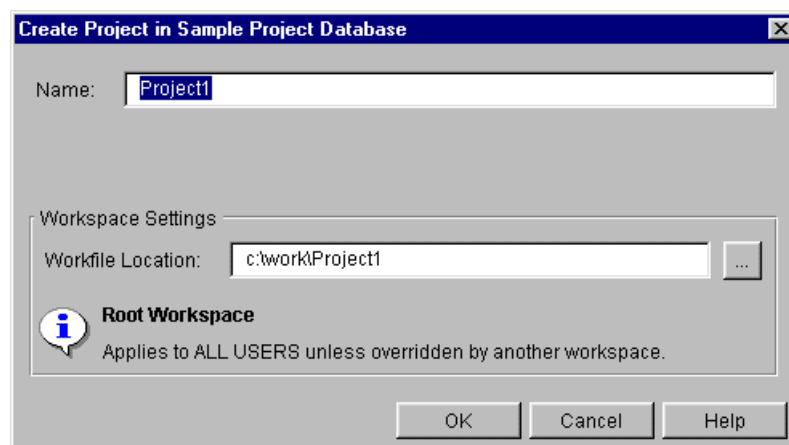 Create Project in Sample Project Database
Name: Project1
Workspace Settings
Workfile Location: c:\work\Project1 ...
Root Workspace
Applies to ALL USERS unless overridden by another workspace.
OK Cancel Help